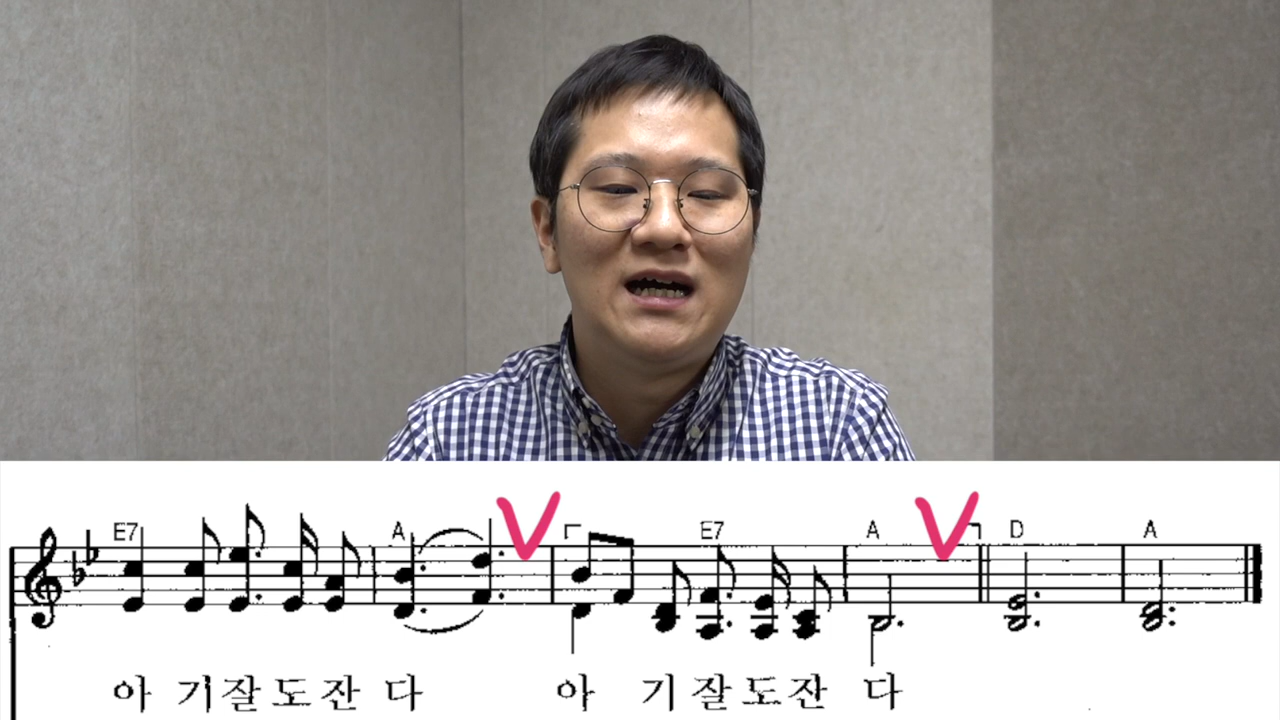 E7 A E7 A D A
아 기 잘 도 잔 다 아 기 잘 도 잔 다